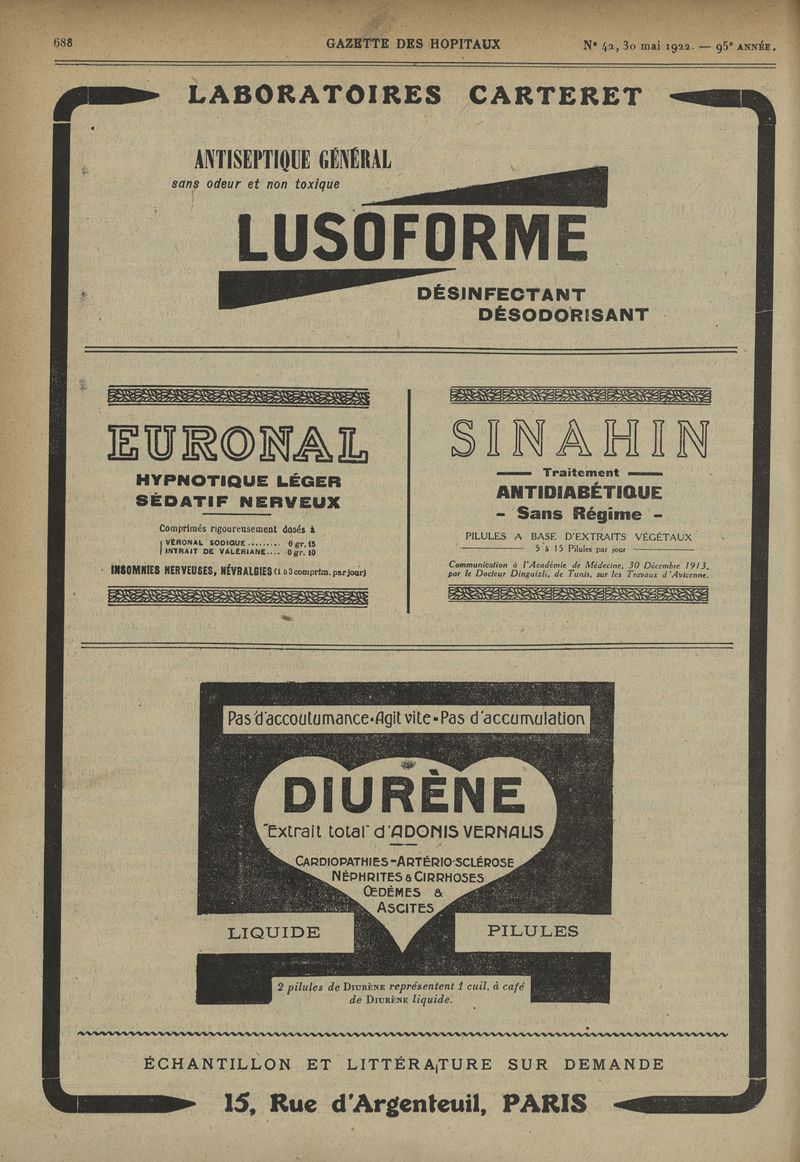 688
GAZETTE DES HOPITAUX
N° 42, 30 mai 1922. — 95e ANNÉE.
LABORATOIRES CARTERET
ANTISEPTIQUE GÉNÉRAL
sans odeur et non toxique
LUSOFORME
DÉSINFECTANT
DÉSODORISANT
EURONAL
HYPNOTIQUE LÉGER
SÉDATIF NERVEUX
Comprimés rigoureusement dosés à
VÉRONAL SODIQUE......... 0 gr. 15
INTRAIT DE VALÉRIANE.... 0 gr. 10
INSOMNIES NERVEUSES, NÉVRALGIES (1 à 3 comprim. par jour)
SINAHIN
Traitement
ANTIDIABÉTIQUE
- Sans Régime -
PILULES A BASE D'EXTRAITS VÉGÉTAUX
5 à 15 Pilules par jour
Communication à l'Académie de Médecine, 30 Décembre 1913,
par le Docteur Dinguizli, de Tunis, sur les Travaux d'Avicenne.
Pas d'accoutumance-Agit vite-Pas d'accumulation
DIURÈNE
"Extrait total" d'ADONIS VERNALIS
CARDIOPATHIES-ARTÉRIO-SCLÉROSE
NÉPHRITES & CIRRHOSES
ŒDÈMES &
ASCITES
LIQUIDE
PILULES
2 pilules de DIURÈNE représentent 1 cuil. à café
de DIURÈNE liquide.
ÉCHANTILLON ET LITTÉRATURE SUR DEMANDE
15, Rue d'Argenteuil, PARIS